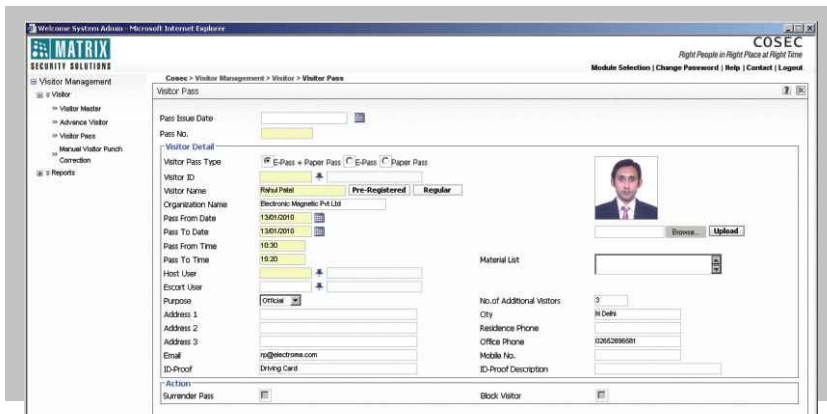 Welcome System Admin - Microsoft Internet Explorer
MATRIX
SECURITY SOLUTIONS
COSEC
Right People in Right Place at Right Time
Module Selection | Change Password | Help | Contact | Logout
Visitor Management
Visitor
Visitor Master
Advance Visitor
Visitor Pass
Manual Visitor Punch
Correction
Reports
Cosec > Visitor Management > Visitor > Visitor Pass
Visitor Pass
Pass Issue Date
Pass No.
Visitor Detail
Visitor Pass Type E-Pass + Paper Pass E-Pass Paper Pass
Visitor ID
Visitor Name Rahul Patel Pre-Registered Regular
Organization Name Electronic Magnetic Pvt Ltd
Pass From Date 13/01/2010
Pass To Date 13/01/2010 Browse... Upload
Pass From Time 10:30
Pass To Time 15:20 Material List
Host User
Escort User
Purpose Official No.of Additional Visitors 3
Address 1 City N Delhi
Address 2 Residence Phone
Address 3 Office Phone 02652896581
Email rp@electrome.com Mobile No.
ID-Proof Driving Card ID-Proof Description
Action
Surrender Pass Block Visitor